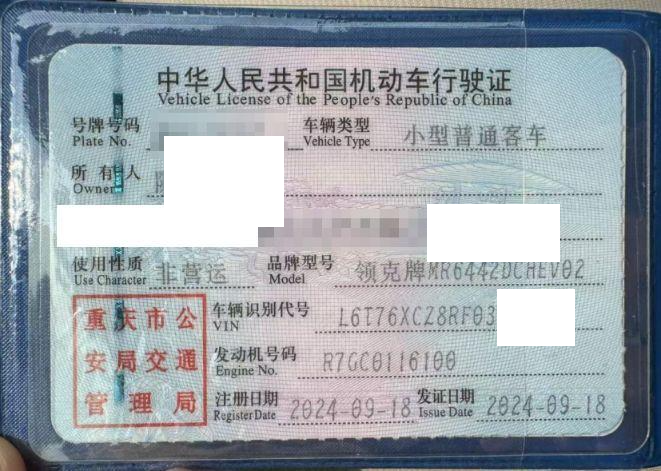 中华人民共和国机动车行驶证
Vehicle License of the People's Republic of China
号牌号码 车辆类型 小型普通客车
Plate No. Vehicle Type
所有人
Owner
使用性质 非营运 品牌型号 领克牌MR6442DCHEV02
Use Character Model
重庆市公安局交通管理局
车辆识别代号 L6T76XCZ8RF03
VIN
发动机号码 R7GC0116100
Engine No.
注册日期 2024-09-18 发证日期 2024-09-18
Register Date Issue Date